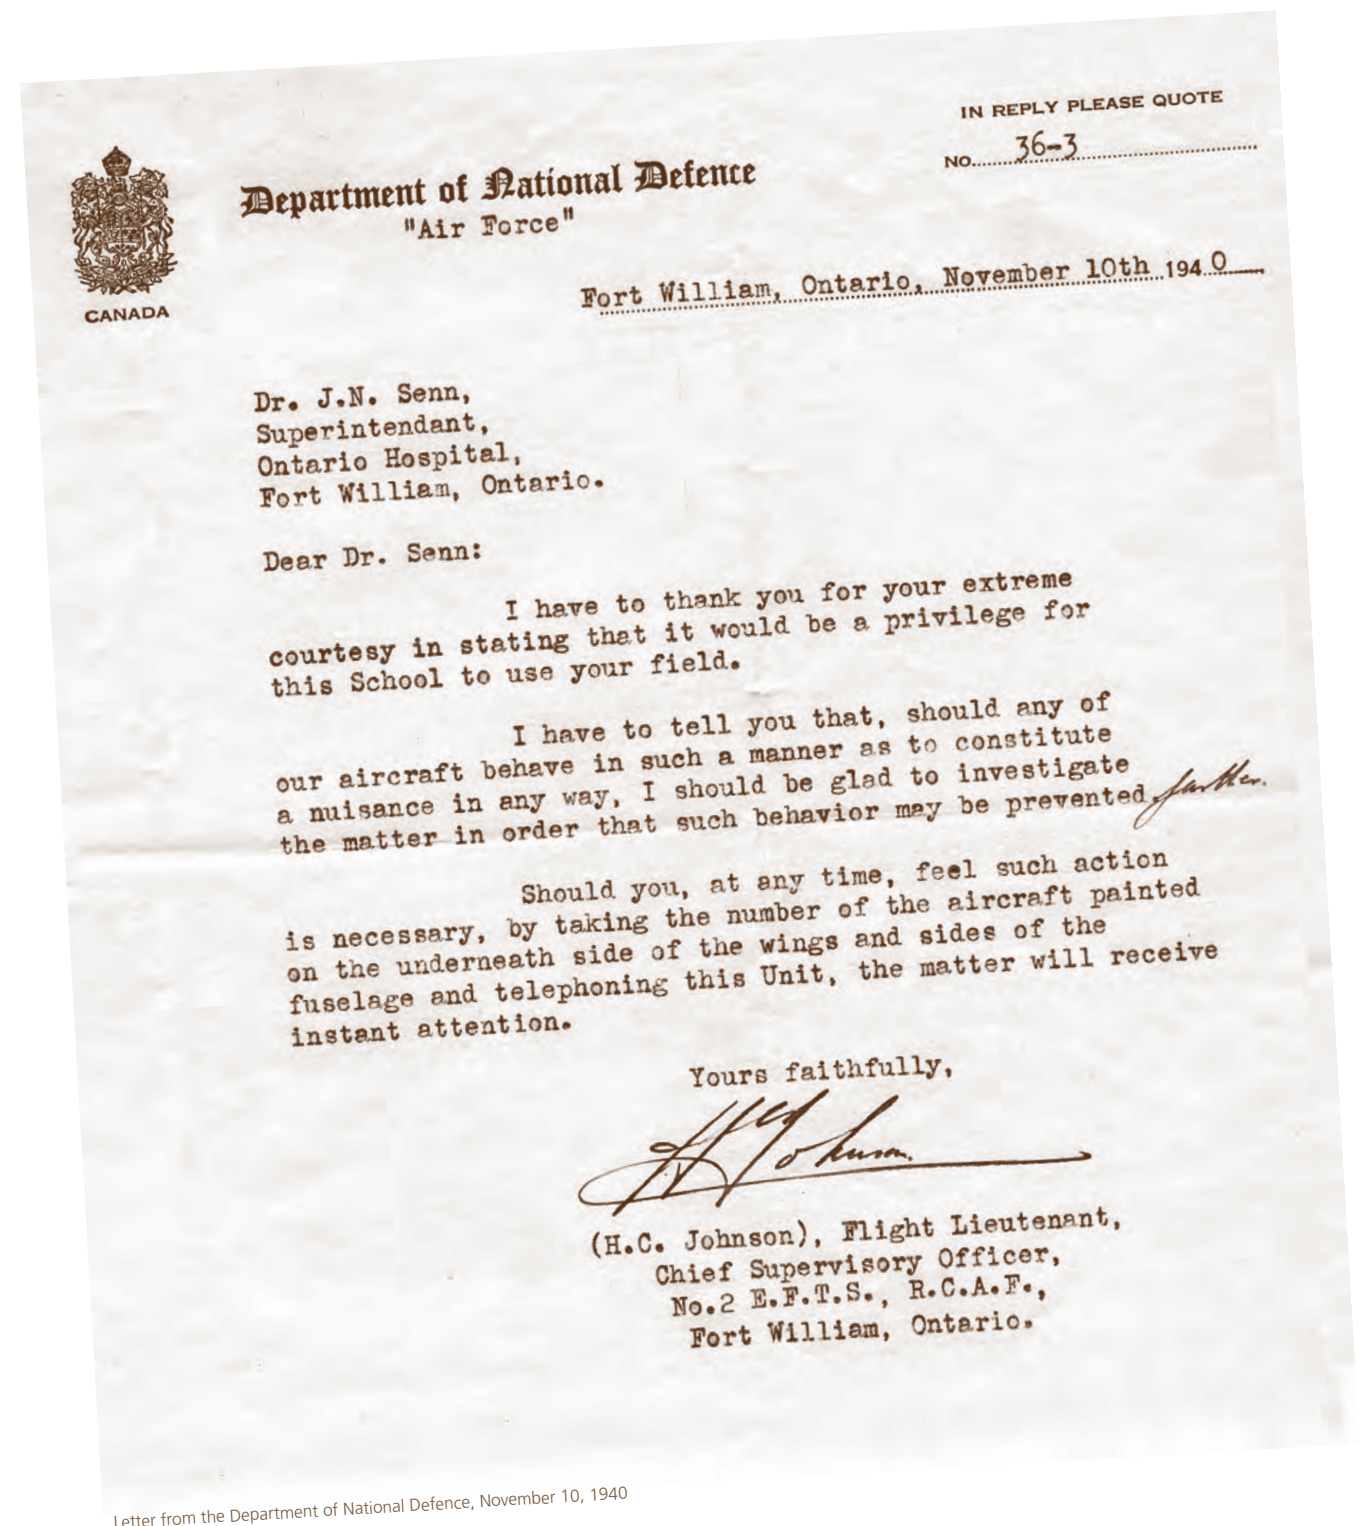 IN REPLY PLEASE QUOTE
NO. 36-3
Department of National Defence
"Air Force"
CANADA
Fort William, Ontario, November 10th 1940
Dr. J.N. Senn,
Superintendant,
Ontario Hospital,
Fort William, Ontario.
Dear Dr. Senn:
I have to thank you for your extreme
courtesy in stating that it would be a privilege for
this School to use your field.
I have to tell you that, should any of
our aircraft behave in such a manner as to constitute
a nuisance in any way, I should be glad to investigate
the matter in order that such behavior may be prevented further.
Should you, at any time, feel such action
is necessary, by taking the number of the aircraft painted
on the underneath side of the wings and sides of the
fuselage and telephoning this Unit, the matter will receive
instant attention.
Yours faithfully,
HC Johnson.
(H.C. Johnson), Flight Lieutenant,
Chief Supervisory Officer,
No.2 E.F.T.S., R.C.A.F.,
Fort William, Ontario.
Letter from the Department of National Defence, November 10, 1940